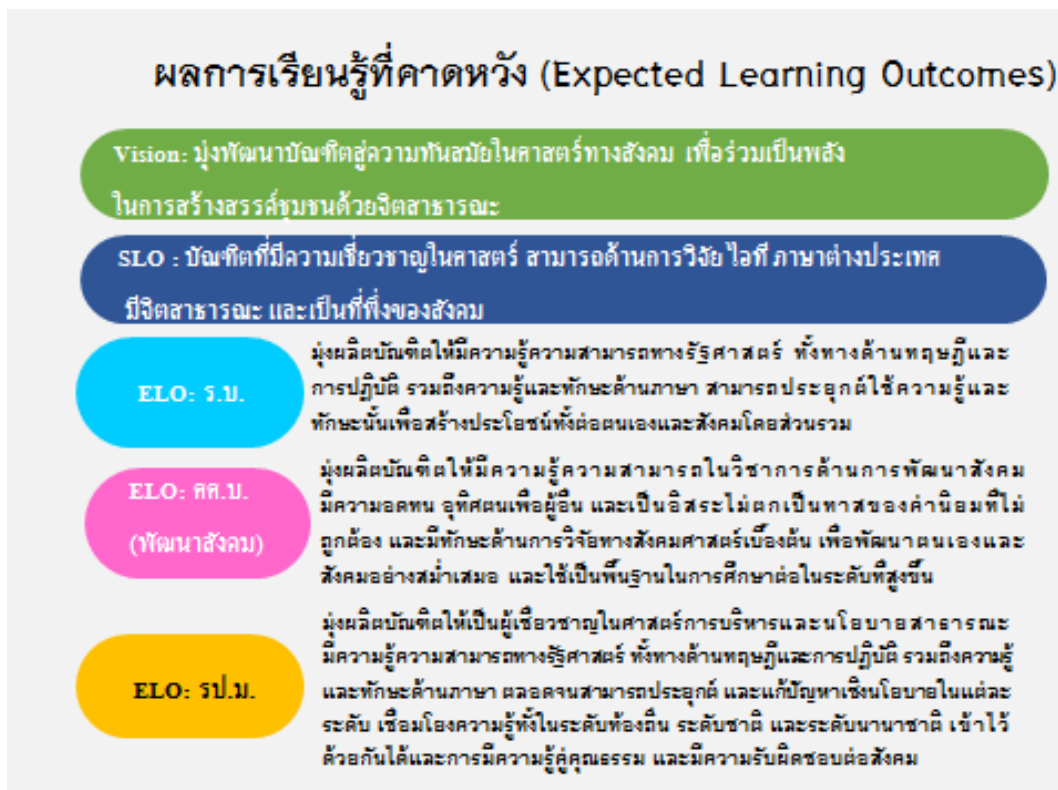 ผลการเรียนรู้ที่คาดหวัง (Expected Learning Outcomes)
Vision: มุ่งพัฒนาบัณฑิตสู่ความทันสมัยในศาสตร์ทางสังคม เพื่อร่วมเป็นพลัง
ในการสร้างสรรค์ชุมชนด้วยจิตสาธารณะ
SLO : บัณฑิตที่มีความเชี่ยวชาญในศาสตร์ สามารถด้านการวิจัย ไอที ภาษาต่างประเทศ
มีจิตสาธารณะ และเป็นที่พึ่งของสังคม
ELO: ร.บ.
มุ่งผลิตบัณฑิตให้มีความรู้ความสามารถทางรัฐศาสตร์ ทั้งทางด้านทฤษฎีและ
การปฏิบัติ รวมถึงความรู้และทักษะด้านภาษา สามารถประยุกต์ใช้ความรู้และ
ทักษะนั้นเพื่อสร้างประโยชน์ทั้งต่อตนเองและสังคมโดยส่วนรวม
ELO: ศศ.บ.
(พัฒนาสังคม)
มุ่งผลิตบัณฑิตให้มีความรู้ความสามารถในวิชาการด้านการพัฒนาสังคม
มีความอดทน อุทิศตนเพื่อผู้อื่น และเป็นอิสระไม่ตกเป็นทาสของค่านิยมที่ไม่
ถูกต้อง และมีทักษะด้านการวิจัยทางสังคมศาสตร์เบื้องต้น เพื่อพัฒนาตนเองและ
สังคมอย่างสม่ำเสมอ และใช้เป็นพื้นฐานในการศึกษาต่อในระดับที่สูงขึ้น
ELO: รป.ม.
มุ่งผลิตบัณฑิตให้เป็นผู้เชี่ยวชาญในศาสตร์การบริหารและนโยบายสาธารณะ
มีความรู้ความสามารถทางรัฐศาสตร์ ทั้งทางด้านทฤษฎีและการปฏิบัติ รวมถึงความรู้
และทักษะด้านภาษา ตลอดจนสามารถประยุกต์ และแก้ปัญหาเชิงนโยบายในแต่ละ
ระดับ เชื่อมโยงความรู้ทั้งในระดับท้องถิ่น ระดับชาติ และระดับนานาชาติ เข้าไว้
ด้วยกันได้และการมีความรู้คู่คุณธรรม และมีความรับผิดชอบต่อสังคม